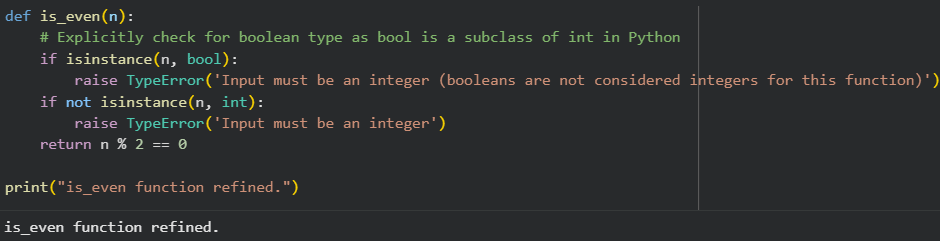 def is_even(n):
    # Explicitly check for boolean type as bool is a subclass of int in Python
    if isinstance(n, bool):
        raise TypeError('Input must be an integer (booleans are not considered integers for this function)')
    if not isinstance(n, int):
        raise TypeError('Input must be an integer')
    return n % 2 == 0

print("is_even function refined.")
is_even function refined.